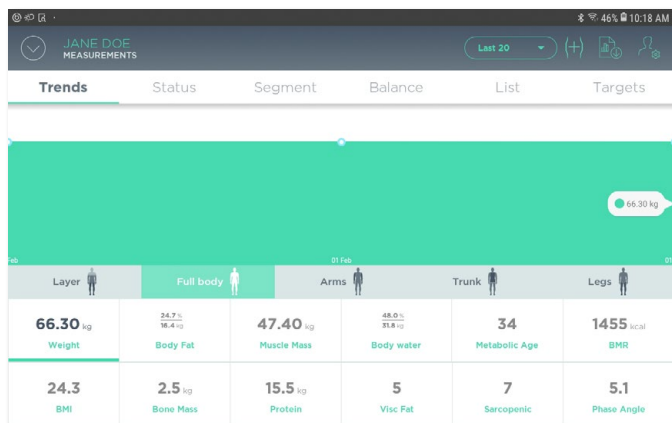 46% 10:18 AM
JANE DOE
MEASUREMENTS
Last 20
(+)
Trends Status Segment Balance List Targets
66.30 kg
Feb 01 Feb 01
Layer Full body Arms Trunk Legs
66.30 kg 24.7 % 47.40 kg 48.0 % 34 1455 kcal
16.4 kg 31.8 kg
Weight Body Fat Muscle Mass Body water Metabolic Age BMR
24.3 2.5 kg 15.5 kg 5 7 5.1
BMI Bone Mass Protein Visc Fat Sarcopenic Phase Angle